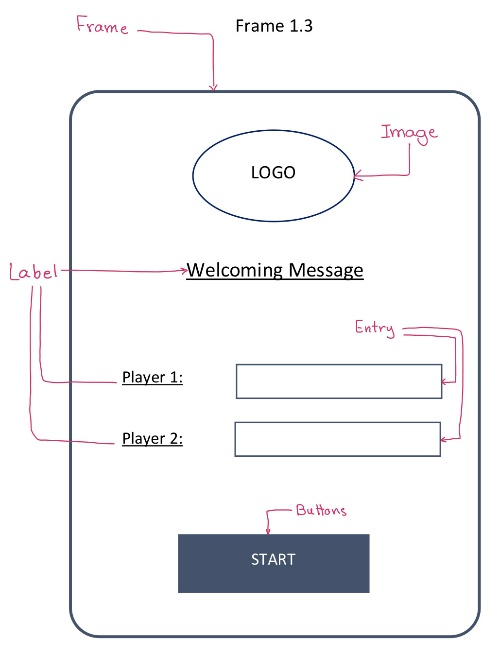 Frame
Frame 1.3
Image
LOGO
Label
Welcoming Message
Entry
Player 1:
Player 2:
Buttons
START